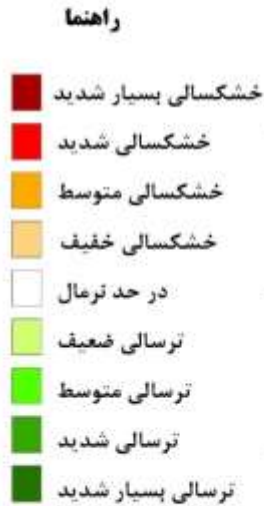 راهنما
خشکسالی بسیار شدید
خشکسالی شدید
خشکسالی متوسط
خشکسالی خفیف
در حد نرمال
ترسالی ضعیف
ترسالی متوسط
ترسالی شدید
ترسالی بسیار شدید